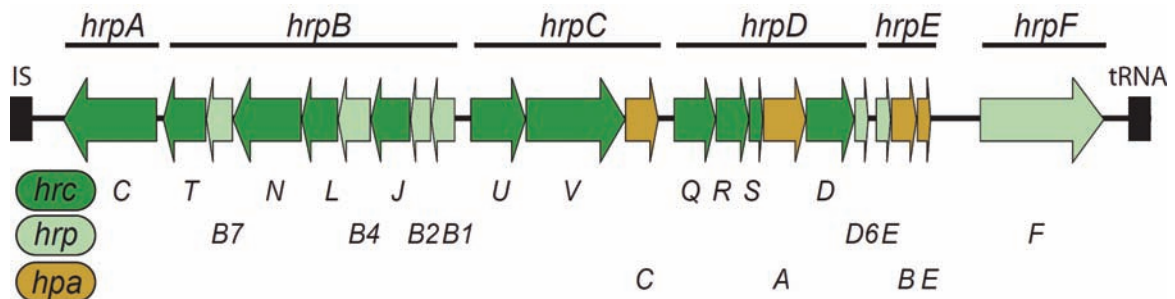 hrpA hrpB hrpC hrpD hrpE hrpF
IS tRNA
hrc C T N L J U V Q R S D
hrp B7 B4 B2 B1 D6 E F
hpa C A B E